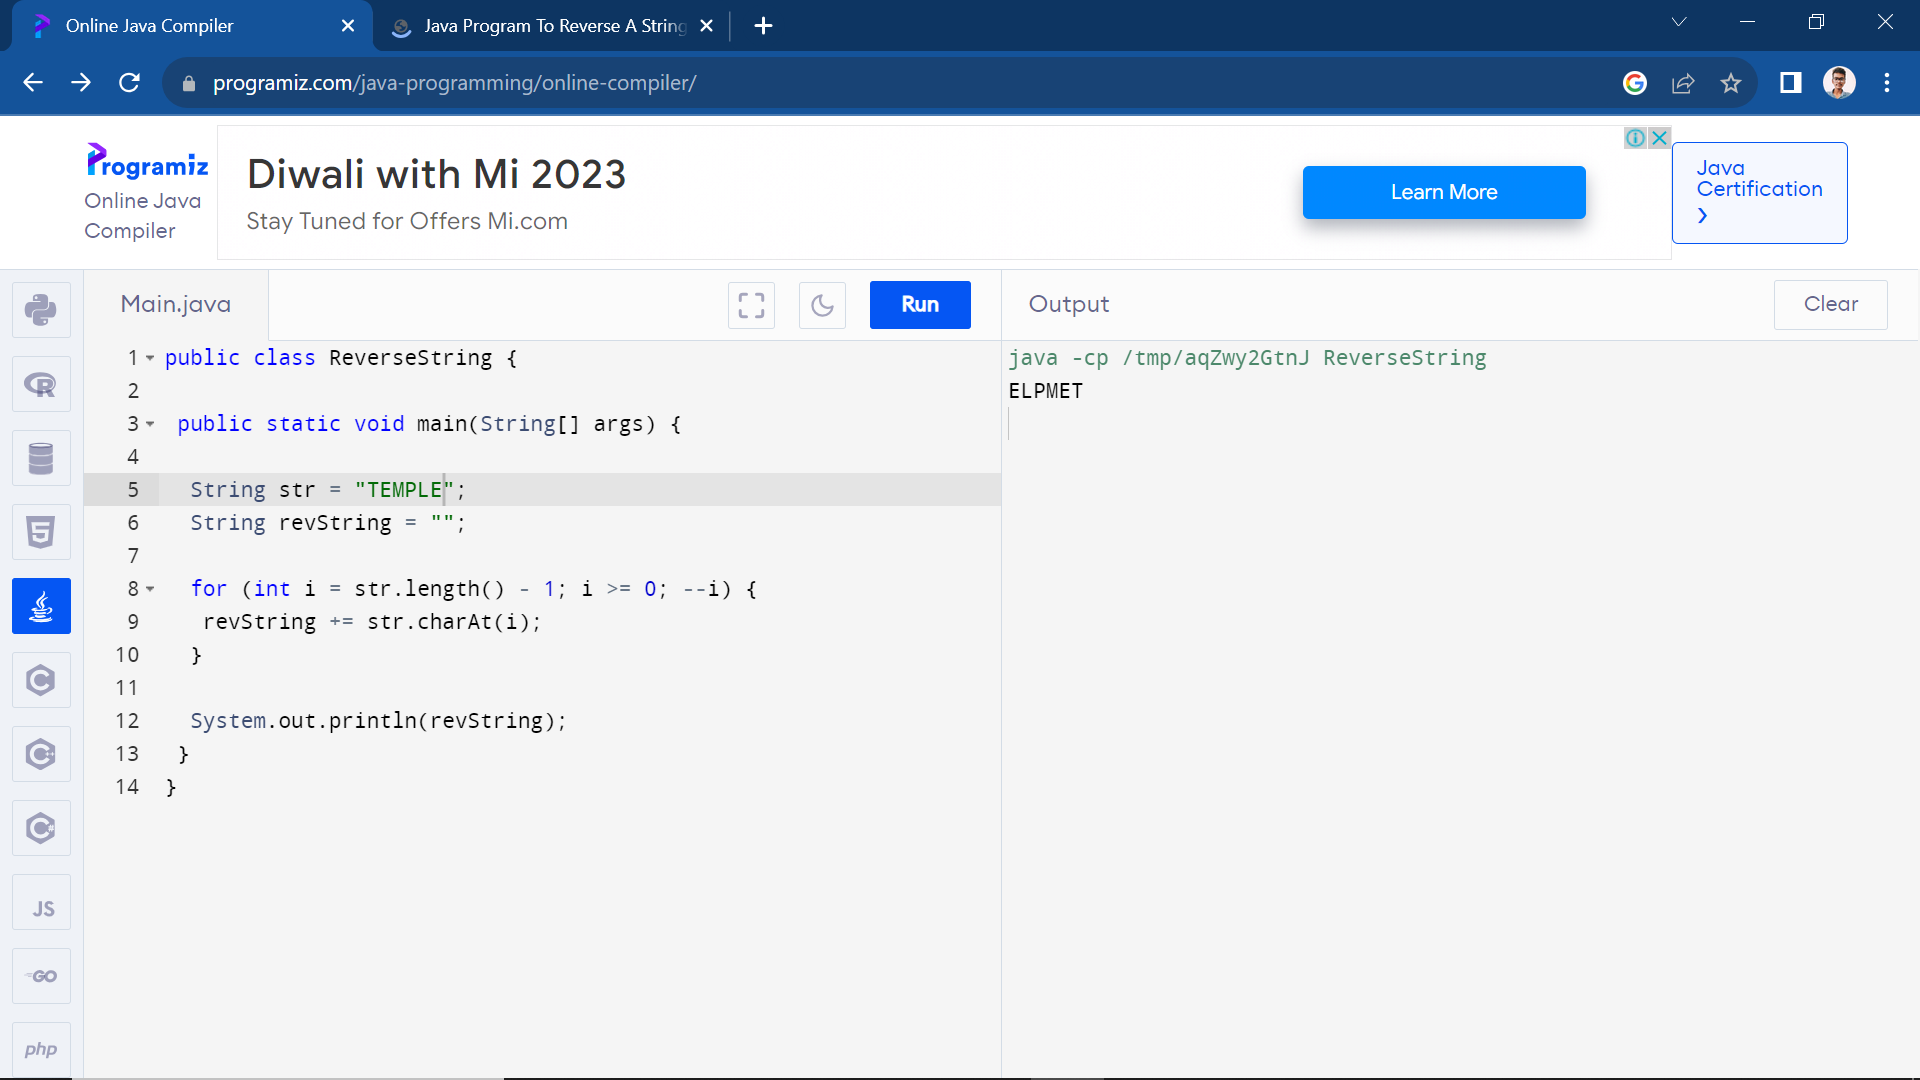 Online Java Compiler
Java Program To Reverse A String
programiz.com/java-programming/online-compiler/
Programiz
Online Java
Compiler
Diwali with Mi 2023
Stay Tuned for Offers Mi.com
Learn More
Java
Certification
Main.java
Run
Output
Clear
1 public class ReverseString {
2
3 public static void main(String[] args) {
4
5 String str = "TEMPLE";
6 String revString = "";
7
8 for (int i = str.length() - 1; i >= 0; --i) {
9 revString += str.charAt(i);
10 }
11
12 System.out.println(revString);
13 }
14 }
java -cp /tmp/aqZwy2GtnJ ReverseString
ELPMET
JS
GO
php